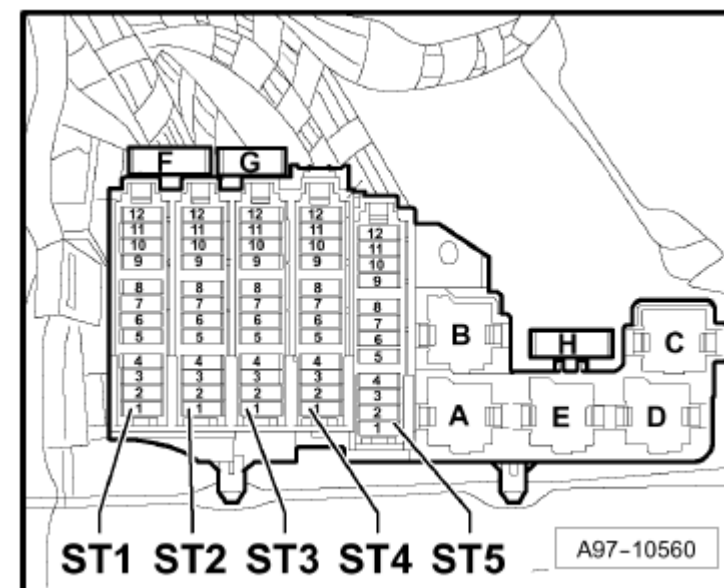 F G
12 12 12 12
12
11 11 11 11
11
10 10 10 10
10
9 9 9 9
9
8 8 8 8
8
7 7 7 7
7
6 6 6 6
6
5 5 5 5
5
4 4 4 4
4
3 3 3 3
3
2 2 2 2
2
1 1 1 1
1
B H C
A E D
ST1 ST2 ST3 ST4 ST5
A97-10560